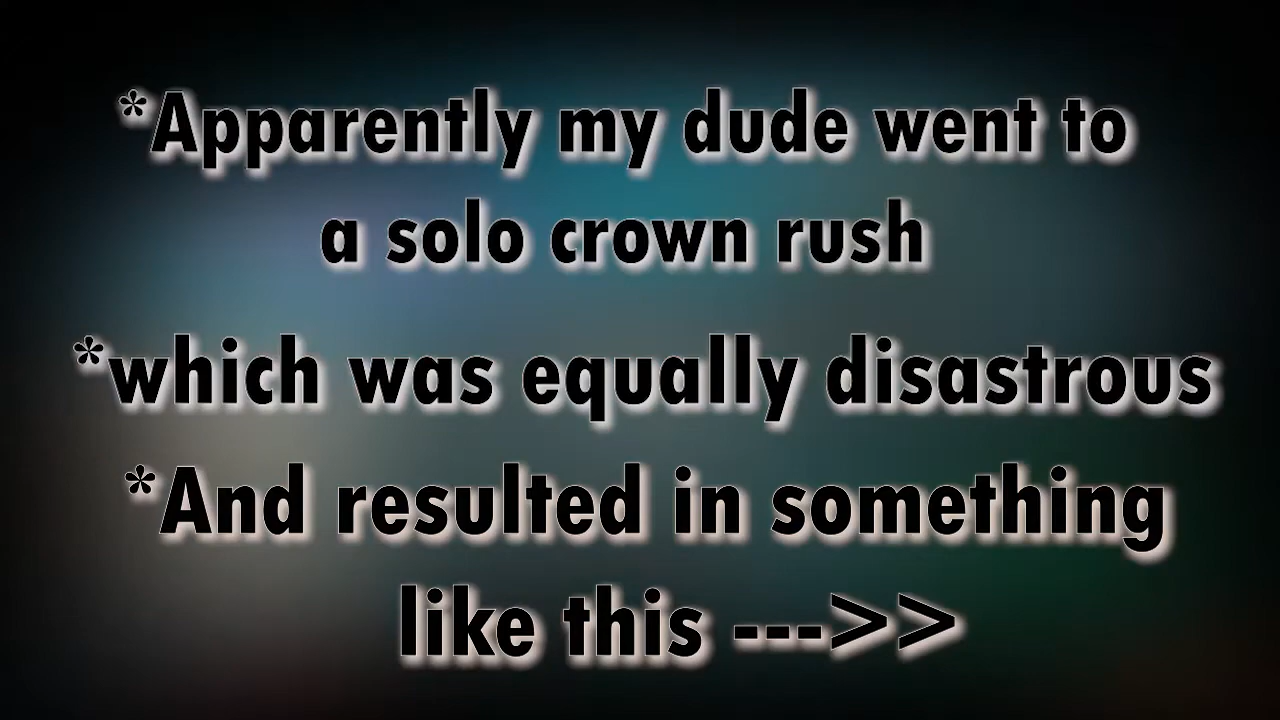 *Apparently my dude went to
a solo crown rush
*which was equally disastrous
*And resulted in something
like this --->>